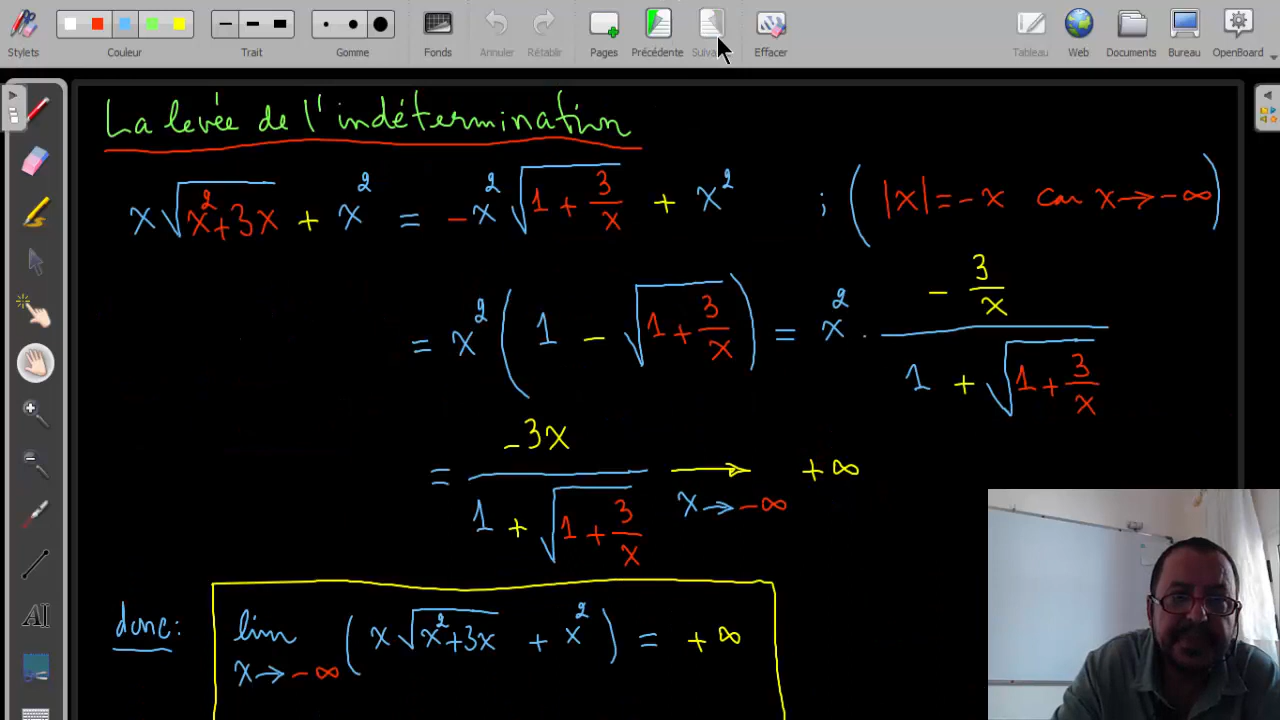 Stylets Couleur Trait Gomme Fonds Annuler Rétablir Pages Précédente Effacer Tableau Web Documents Bureau OpenBoard
La levée de l'indétermination
x√(x²+3x) + x² = -x²√(1 + 3/x) + x² ; (|x| = -x car x → -∞)
= x² (1 - √(1 + 3/x)) = x² · (-3/x)/(1 + √(1 + 3/x))
= -3x/(1 + √(1 + 3/x)) → x → -∞ +∞
donc: lim x → -∞ (x√(x²+3x) + x²) = +∞
AI